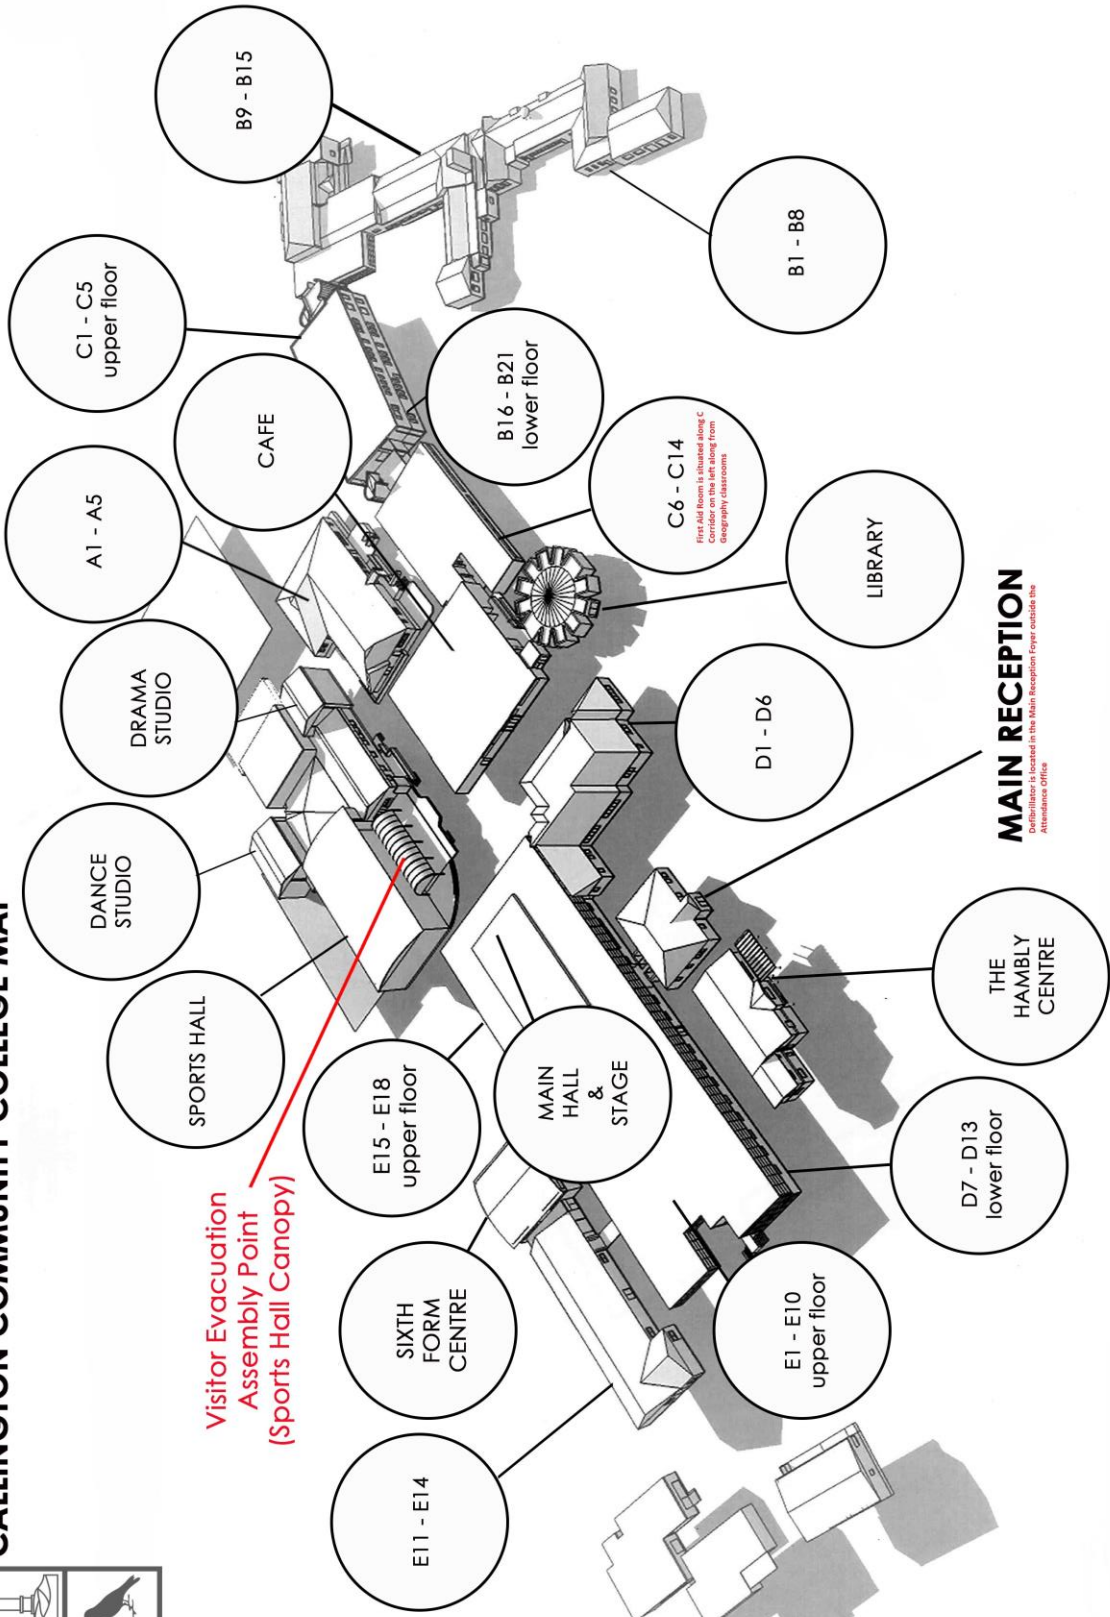 CALLINGTON COMMUNITY COLLEGE MAP
DANCE
STUDIO
A1 - A5
C1 - C5
upper floor
DRAMA
STUDIO
SPORTS HALL
B9 - B15
Visitor Evacuation
Assembly Point
(Sports Hall Canopy)
CAFE
E15 - E18
upper floor
SIXTH
FORM
CENTRE
E11 - E14
B16 - B21
lower floor
MAIN
HALL
&
STAGE
C6 - C14
First Aid Room is situated along C
Corridor on the left along from
Geography classrooms
D1 - D6
B1 - B8
E1 - E10
upper floor
LIBRARY
D7 - D13
lower floor
THE
HAMBLY
CENTRE
MAIN RECEPTION
Defibrillator is located in the Main Reception Foyer outside the
Attendance Office